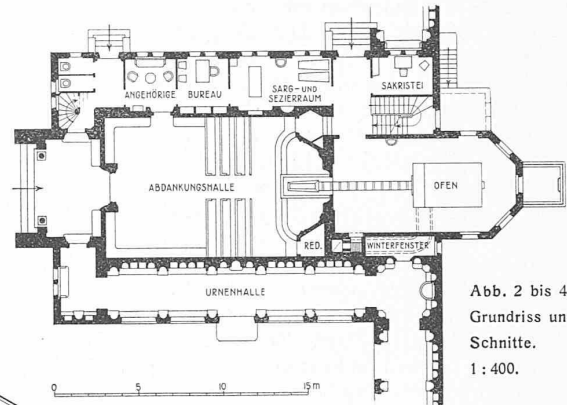 ANGEHÖRIGE
BUREAU
SARG- UND
SEZIERRAUM
SAKRISTEI
ABDANKUNGSHALLE
OFEN
RED.
WINTERFENSTER
URNENHALLE
Abb. 2 bis 4
Grundriss un
Schnitte.
1 : 400.
0 5 10 15 m